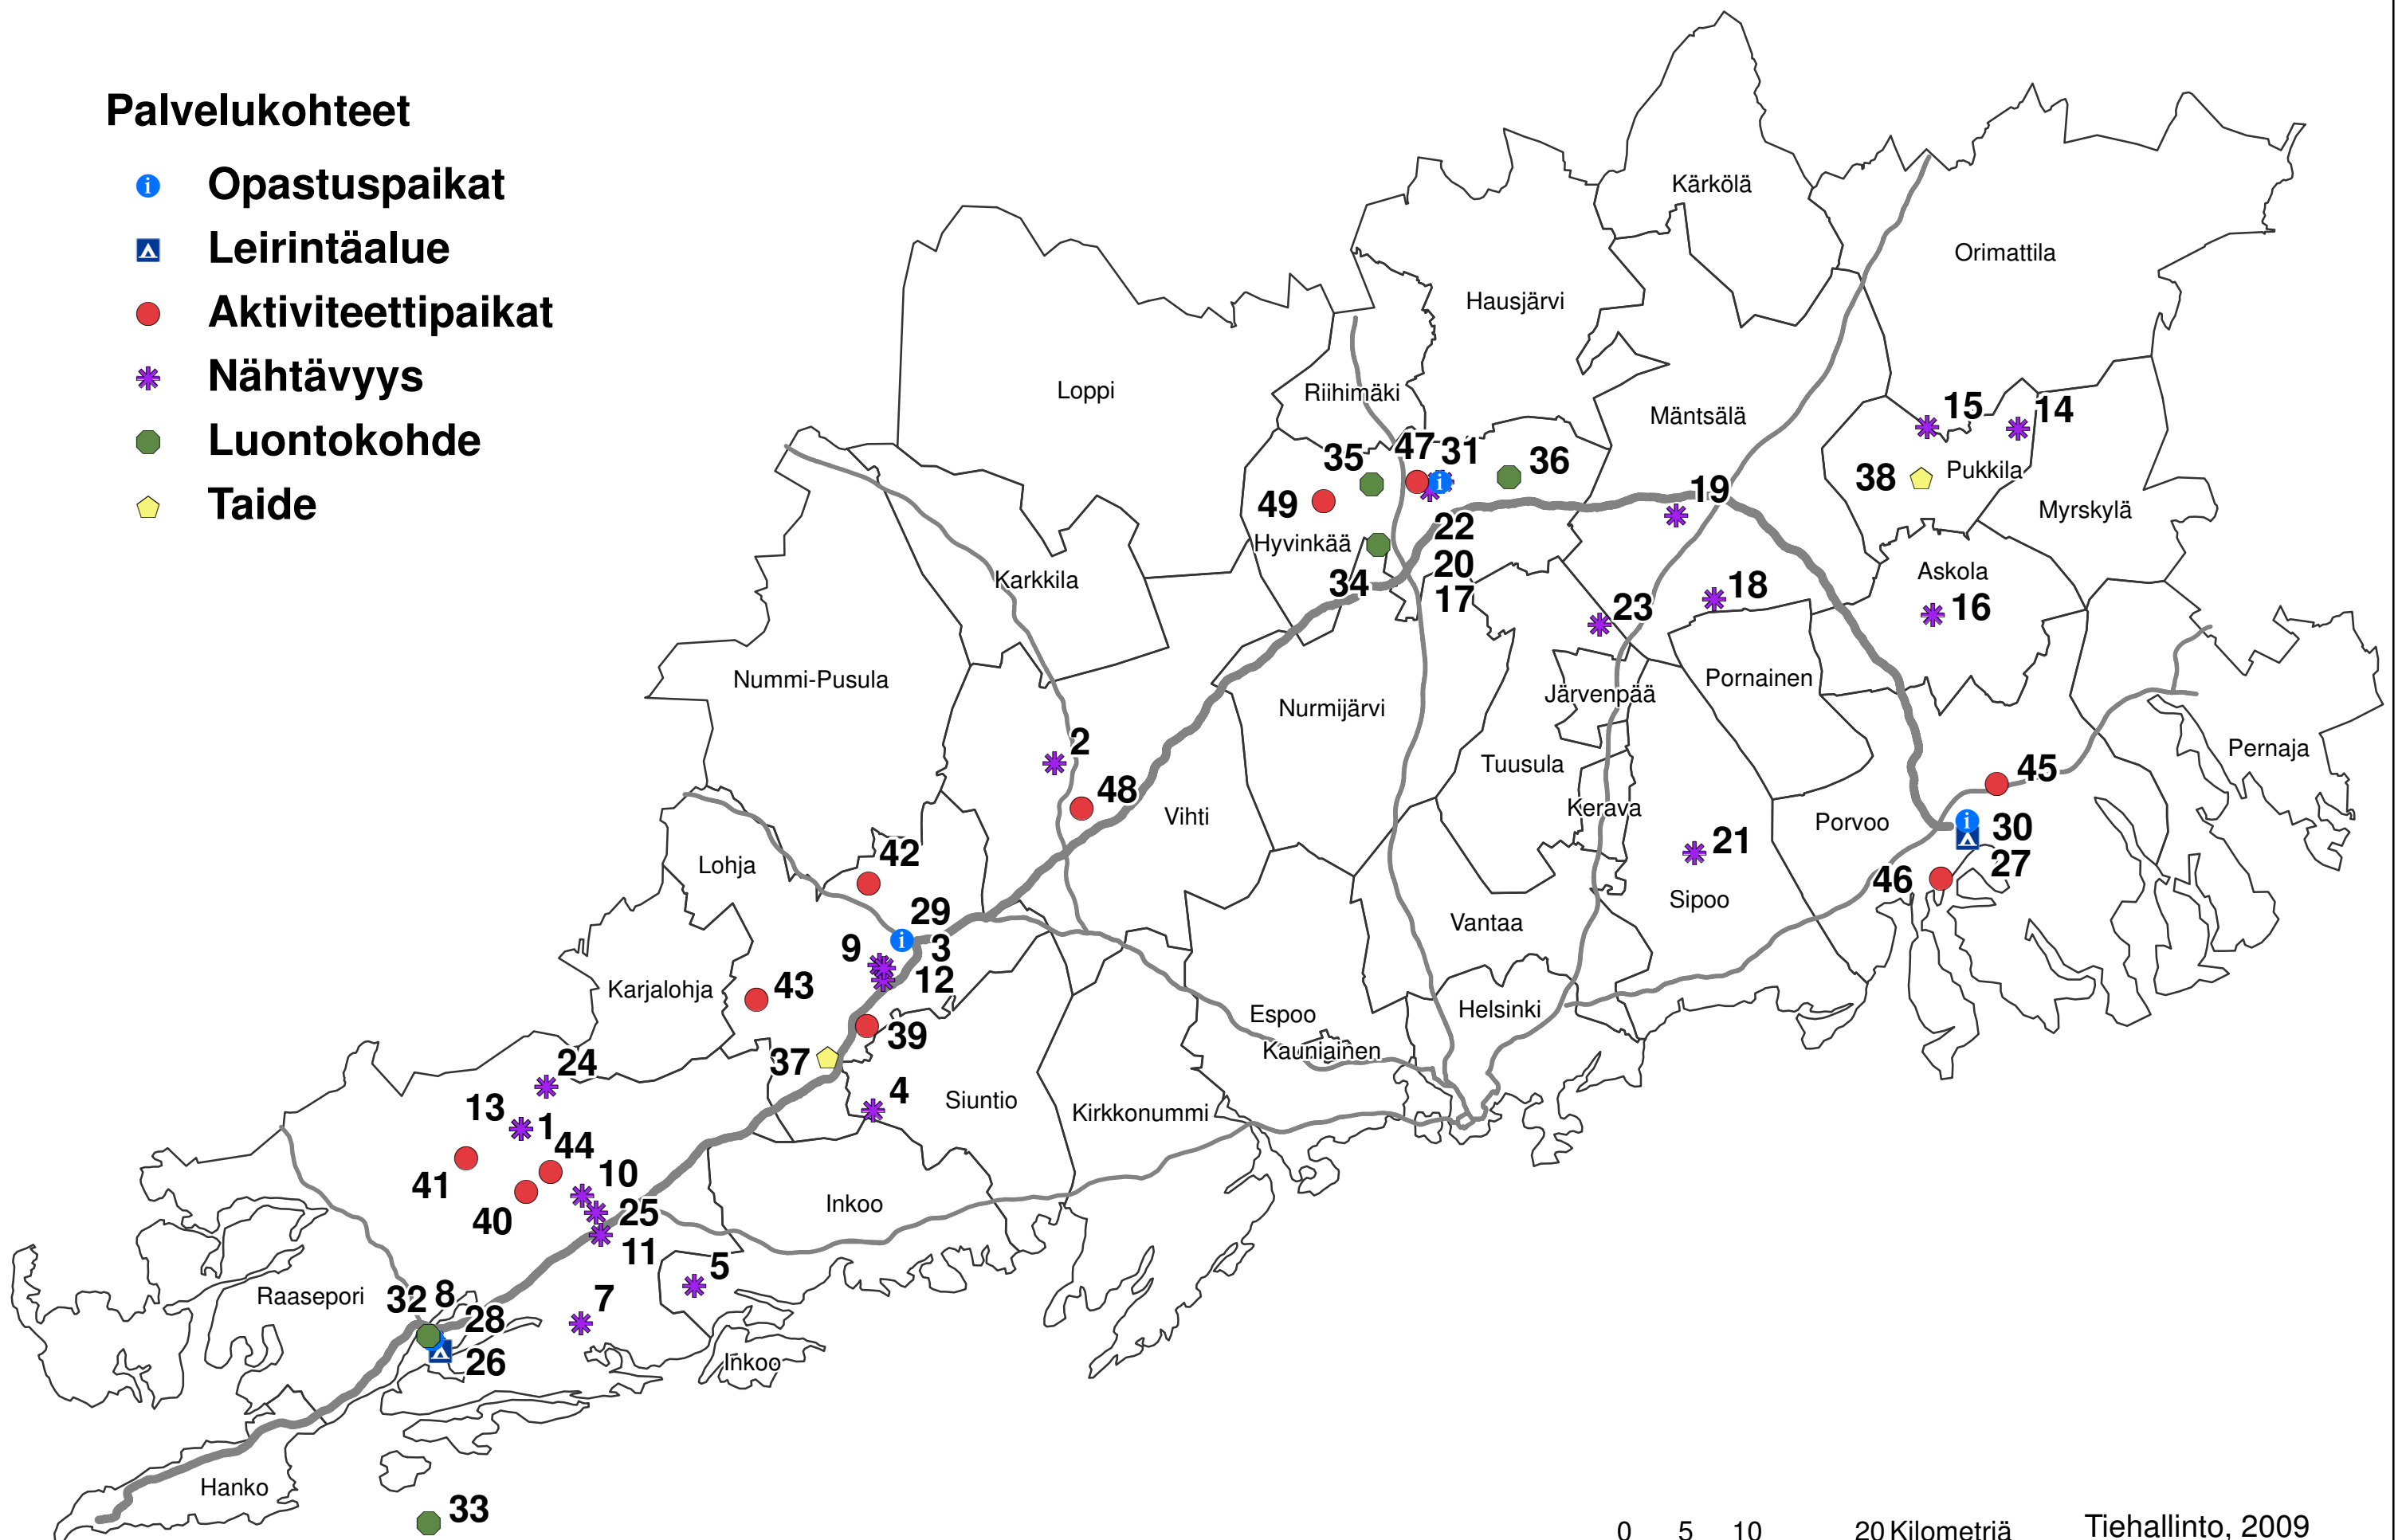 Palvelukohteet
Opastuspaikat
Leirintäalue
Aktiviteettipaikat
Nähtävyys
Luontokohde
Taide
Kärkölä
Orimattila
Hausjärvi
Loppi
Riihimäki
Mäntsälä
15
14
47
31
35
36
38
Pukkila
49
19
Myrskylä
22
Hyvinkää
20
Askola
Karkkila
34
17
18
16
23
Nummi-Pusula
Järvenpää
Pornainen
Nurmijärvi
2
Pernaja
Tuusula
45
48
Kerava
Vihti
Porvoo
30
21
42
27
Lohja
46
Sipoo
29
Vantaa
9
3
12
43
Karjalohja
Helsinki
Espoo
39
Kauniainen
37
24
4
Siuntio
13
Kirkkonummi
1
44
10
41
Inkoo
25
40
11
5
7
Raasepori
32
8
28
26
Inkoo
Hanko
33
0 5 10 20 Kilometriä
Tiehallinto, 2009